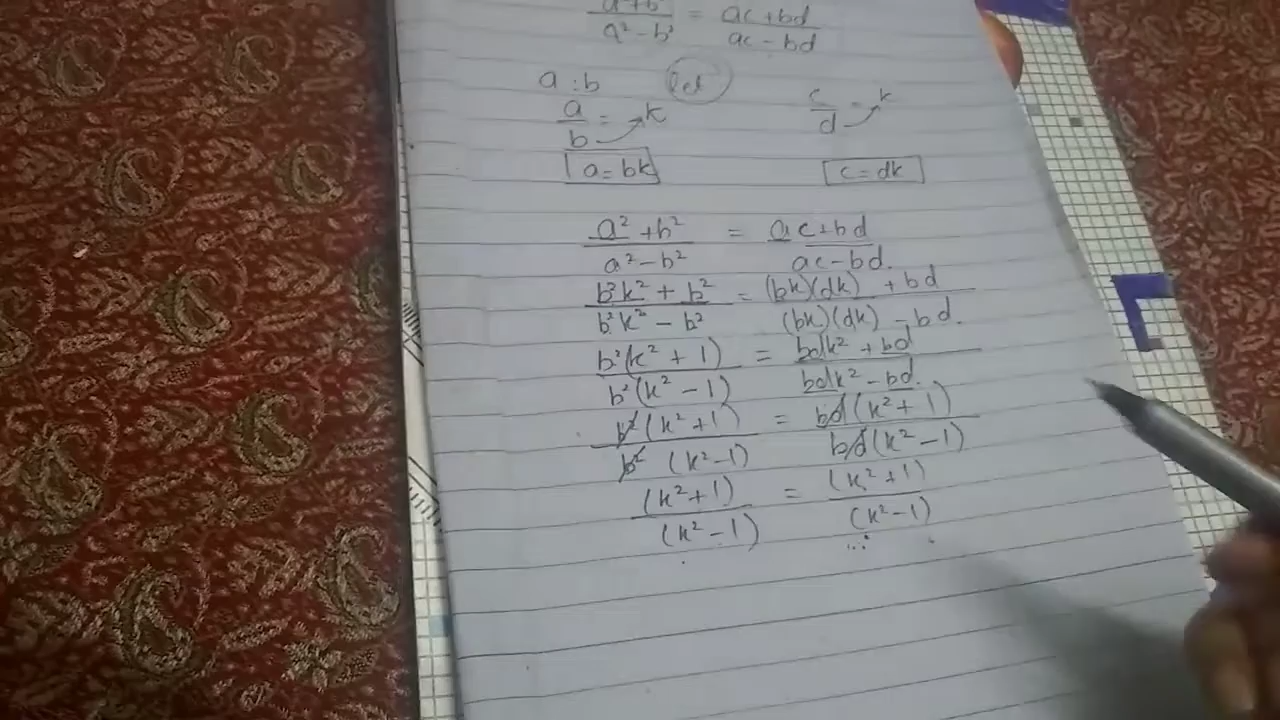 a²+b² / a²-b² = ac+bd / ac-bd
a:b let
a/b = k c/d = k
a=bk c=dk
a²+b² / a²-b² = ac+bd / ac-bd.
b²k²+b² / b²k²-b² = (bk)(dk)+bd / (bk)(dk)-bd.
b²(k²+1) / b²(k²-1) = bdk²+bd / bdk²-bd.
b²(k²+1) / b²(k²-1) = bd(k²+1) / bd(k²-1)
(k²+1) / (k²-1) = (k²+1) / (k²-1)